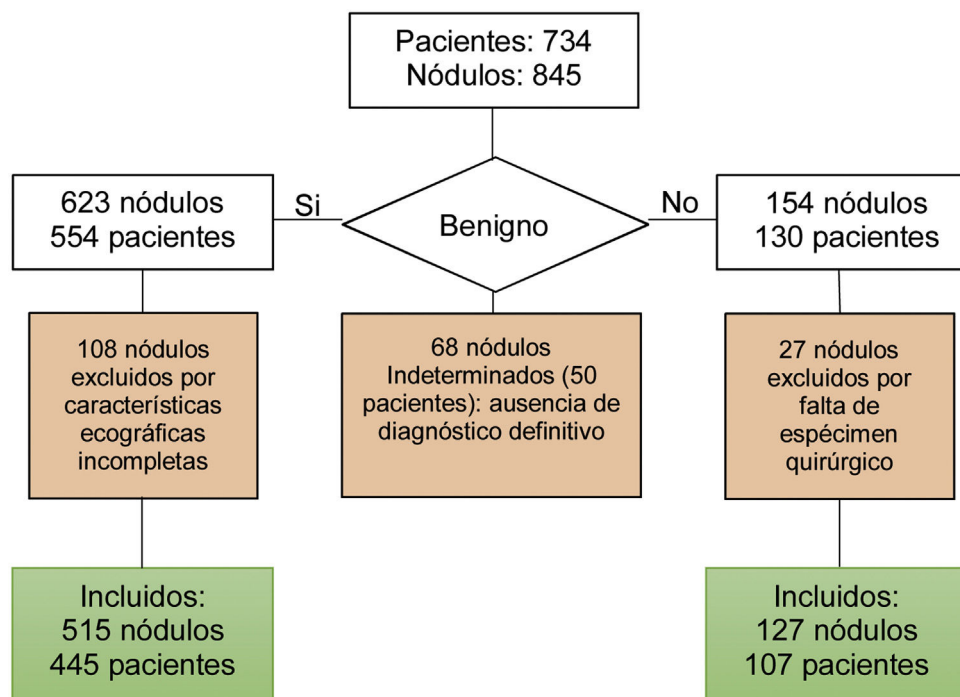 Pacientes: 734
Nódulos: 845
623 nódulos
554 pacientes
Si
Benigno
No
154 nódulos
130 pacientes
108 nódulos
excluidos por
características
ecográficas
incompletas
68 nódulos
Indeterminados (50
pacientes): ausencia de
diagnóstico definitivo
27 nódulos
excluidos por
falta de
espécimen
quirúrgico
Incluidos:
515 nódulos
445 pacientes
Incluidos:
127 nódulos
107 pacientes